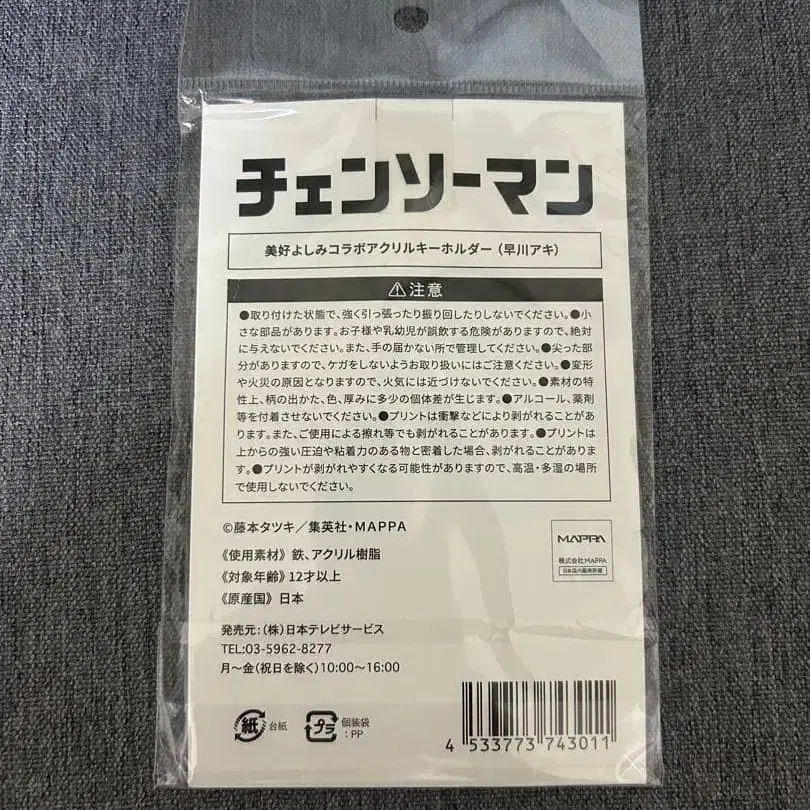 チェンソーマン
美好よしみコラボアクリルキーホルダー（早川アキ）
⚠注意
●取り付けた状態で、強く引っ張ったり振り回したりしないでください。●小
さな部品があります。お子様や乳幼児が誤飲する危険がありますので、絶対
に与えないでください。また、手の届かない所で管理してください。●尖った部
分がありますので、ケガをしないようお取り扱いにはご注意ください。●変形
や火災の原因となりますので、火気には近づけないでください。●素材の特
性上、柄の出かた、色、厚みに多少の個体差が生じます。●アルコール、薬剤
等を付着させないでください。●プリントは衝撃などにより剥がれることがあ
ります。また、ご使用による擦れ等でも剥がれることがあります。●プリントは
上からの強い圧迫や粘着力のある物と密着した場合、剥がれることがありま
す。●プリントが剥がれやすくなる可能性がありますので、高温・多湿の場所
で使用しないでください。
©藤本タツキ／集英社・MAPPA
《使用素材》 鉄、アクリル樹脂
《対象年齢》 12才以上
《原産国》 日本
MAPPA
株式会社MAPPA
日本国内販売許諾
発売元：（株）日本テレビサービス
TEL:03-5962-8277
月～金（祝日を除く）10:00～16:00
紙 台紙
プラ 個装袋
：PP
4 533773 743011